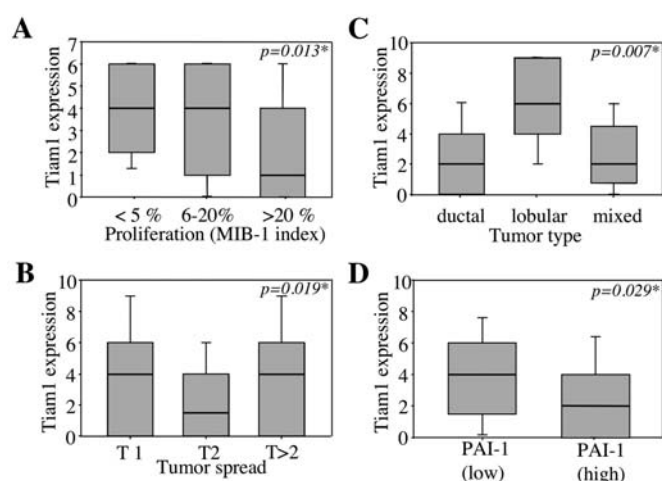 A
Tiam1 expression
7
6
5
4
3
2
1
0
p=0.013*
< 5 % 6-20% >20 %
Proliferation (MIB-1 index)
C
Tiam1 expression
10
8
6
4
2
0
p=0.007*
ductal lobular mixed
Tumor type
B
Tiam1 expression
10
8
6
4
2
0
p=0.019*
T 1 T2 T>2
Tumor spread
D
Tiam1 expression
10
8
6
4
2
0
p=0.029*
PAI-1 PAI-1
(low) (high)